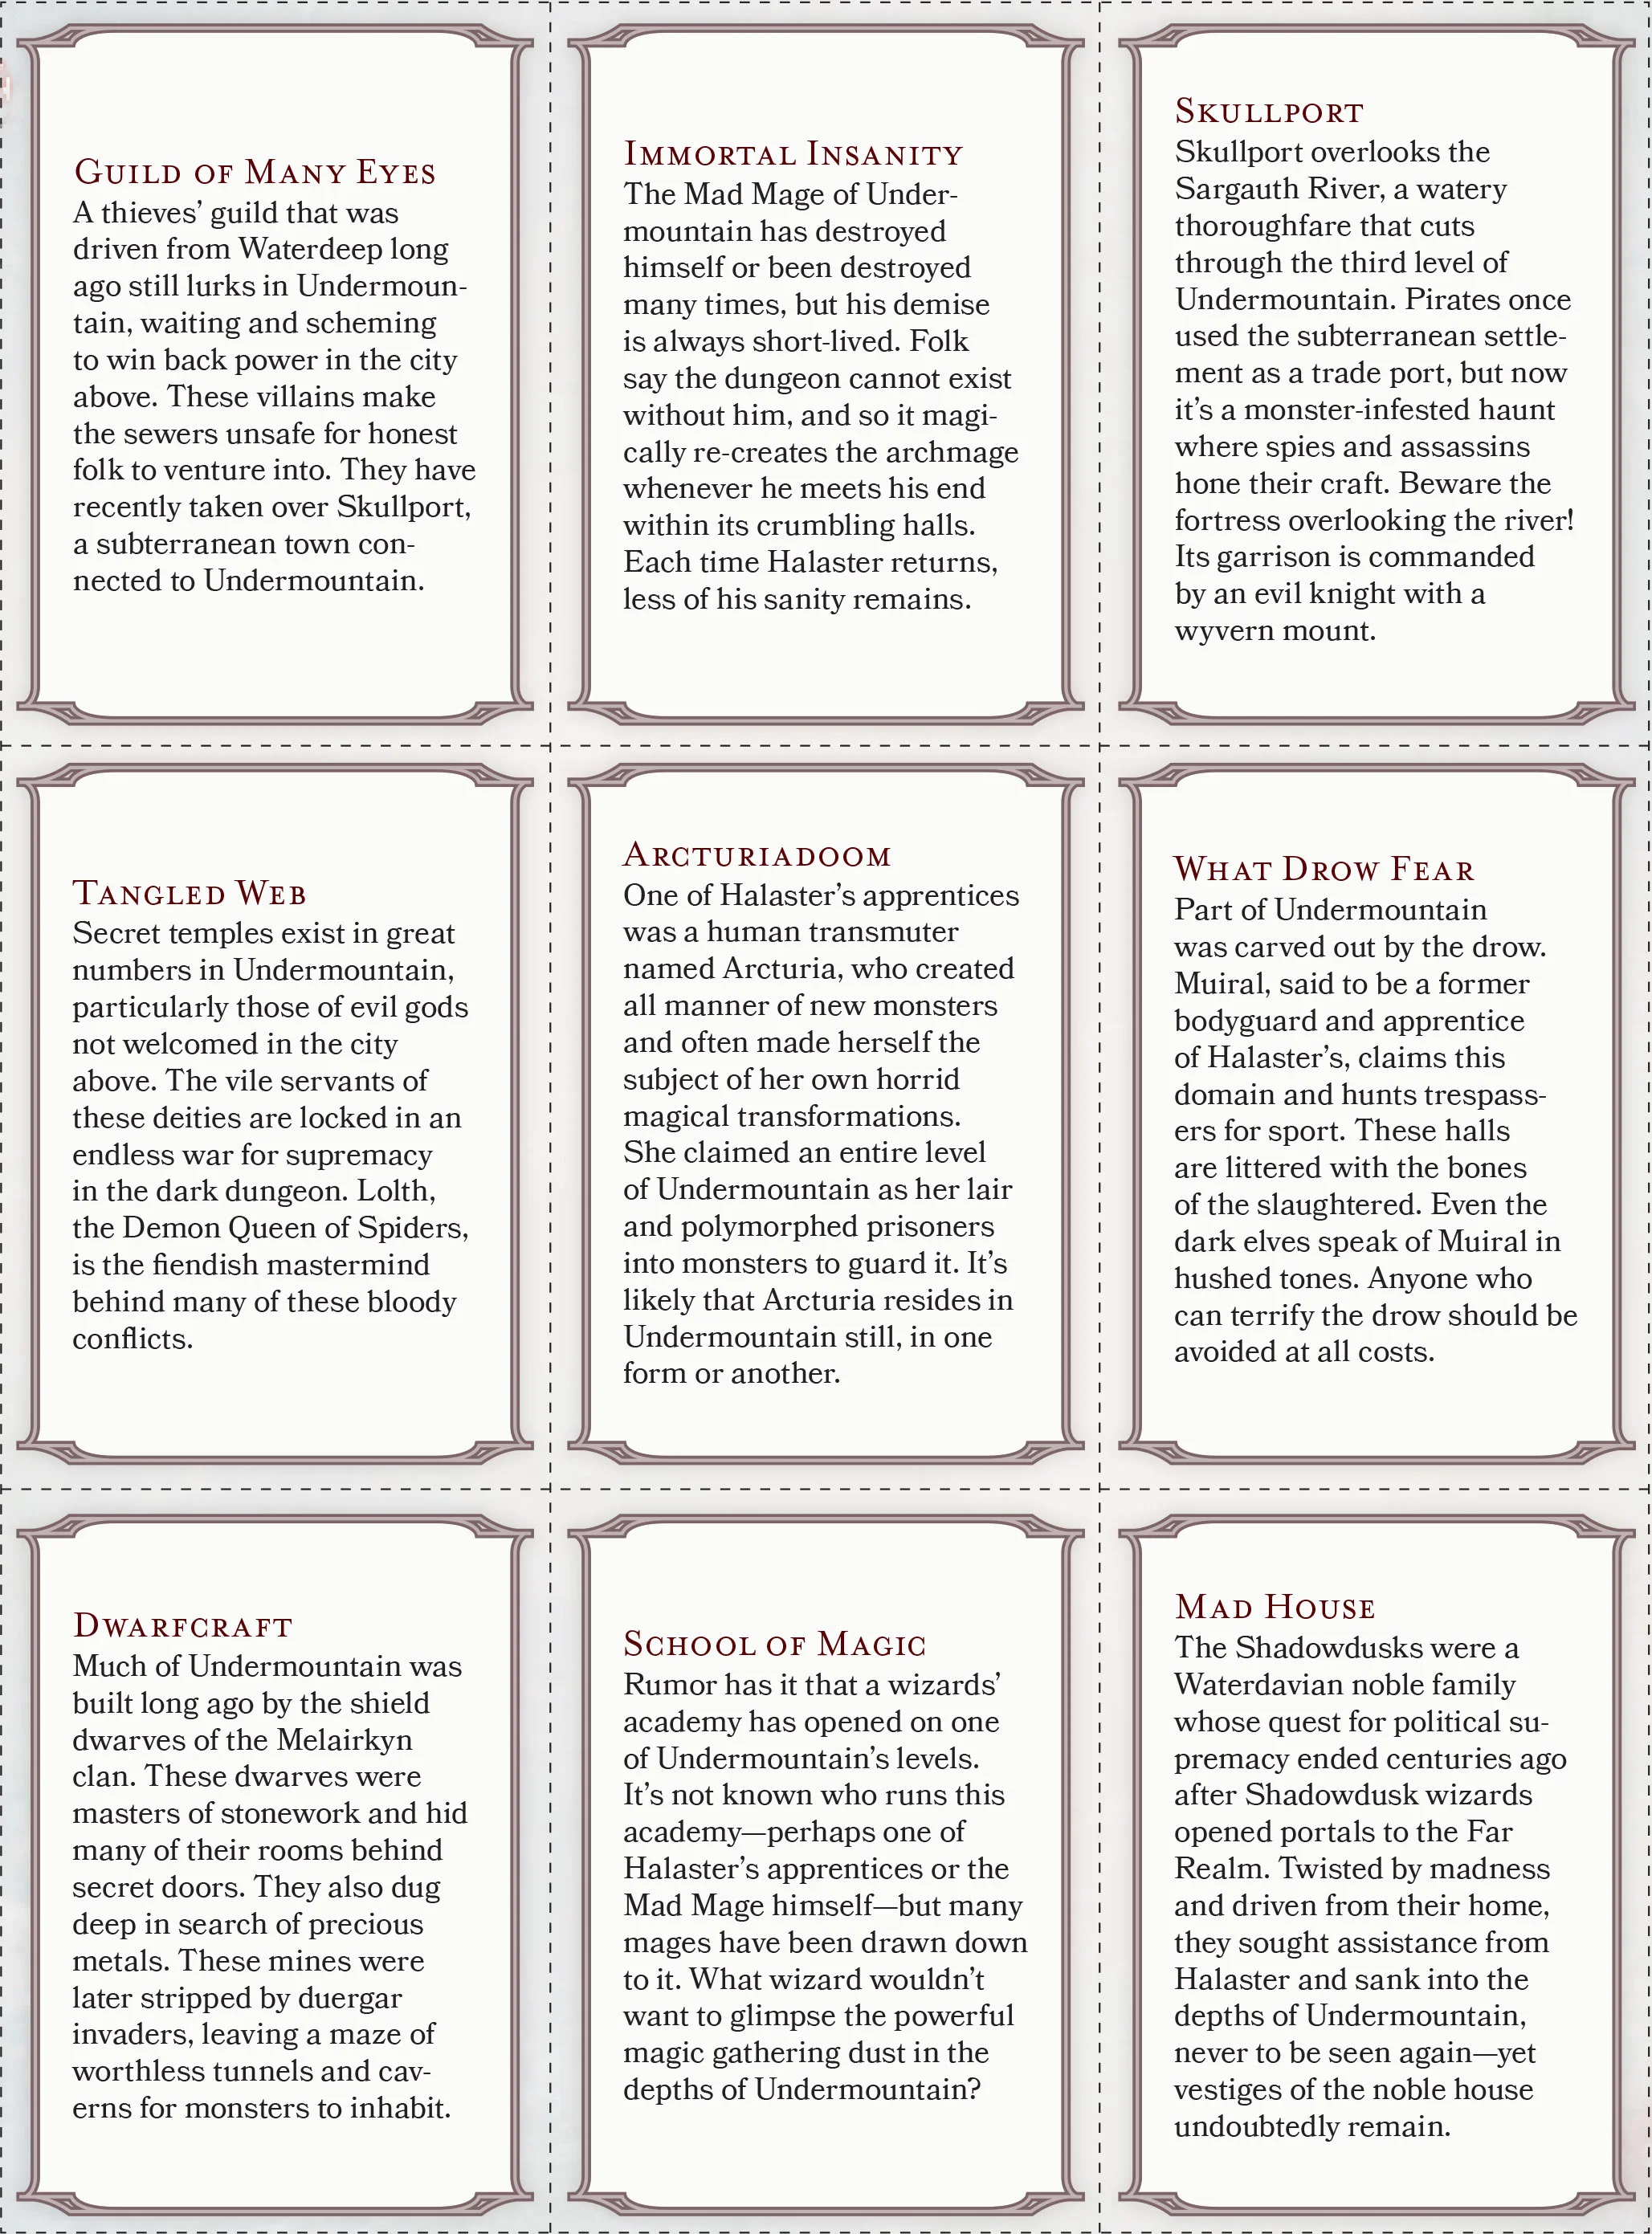 Guild of Many Eyes
A thieves’ guild that was
driven from Waterdeep long
ago still lurks in Undermoun-
tain, waiting and scheming
to win back power in the city
above. These villains make
the sewers unsafe for honest
folk to venture into. They have
recently taken over Skullport,
a subterranean town con-
nected to Undermountain.
Immortal Insanity
The Mad Mage of Under-
mountain has destroyed
himself or been destroyed
many times, but his demise
is always short-lived. Folk
say the dungeon cannot exist
without him, and so it magi-
cally re-creates the archmage
whenever he meets his end
within its crumbling halls.
Each time Halaster returns,
less of his sanity remains.
Skullport
Skullport overlooks the
Sargauth River, a watery
thoroughfare that cuts
through the third level of
Undermountain. Pirates once
used the subterranean settle-
ment as a trade port, but now
it’s a monster-infested haunt
where spies and assassins
hone their craft. Beware the
fortress overlooking the river!
Its garrison is commanded
by an evil knight with a
wyvern mount.
Tangled Web
Secret temples exist in great
numbers in Undermountain,
particularly those of evil gods
not welcomed in the city
above. The vile servants of
these deities are locked in an
endless war for supremacy
in the dark dungeon. Lolth,
the Demon Queen of Spiders,
is the fiendish mastermind
behind many of these bloody
conflicts.
Arcturiadoom
One of Halaster’s apprentices
was a human transmuter
named Arcturia, who created
all manner of new monsters
and often made herself the
subject of her own horrid
magical transformations.
She claimed an entire level
of Undermountain as her lair
and polymorphed prisoners
into monsters to guard it. It’s
likely that Arcturia resides in
Undermountain still, in one
form or another.
What Drow Fear
Part of Undermountain
was carved out by the drow.
Muiral, said to be a former
bodyguard and apprentice
of Halaster’s, claims this
domain and hunts trespass-
ers for sport. These halls
are littered with the bones
of the slaughtered. Even the
dark elves speak of Muiral in
hushed tones. Anyone who
can terrify the drow should be
avoided at all costs.
Dwarfcraft
Much of Undermountain was
built long ago by the shield
dwarves of the Melairkyn
clan. These dwarves were
masters of stonework and hid
many of their rooms behind
secret doors. They also dug
deep in search of precious
metals. These mines were
later stripped by duergar
invaders, leaving a maze of
worthless tunnels and cav-
erns for monsters to inhabit.
School of Magic
Rumor has it that a wizards’
academy has opened on one
of Undermountain’s levels.
It’s not known who runs this
academy—perhaps one of
Halaster’s apprentices or the
Mad Mage himself—but many
mages have been drawn down
to it. What wizard wouldn’t
want to glimpse the powerful
magic gathering dust in the
depths of Undermountain?
Mad House
The Shadowdusks were a
Waterdavian noble family
whose quest for political su-
premacy ended centuries ago
after Shadowdusk wizards
opened portals to the Far
Realm. Twisted by madness
and driven from their home,
they sought assistance from
Halaster and sank into the
depths of Undermountain,
never to be seen again—yet
vestiges of the noble house
undoubtedly remain.